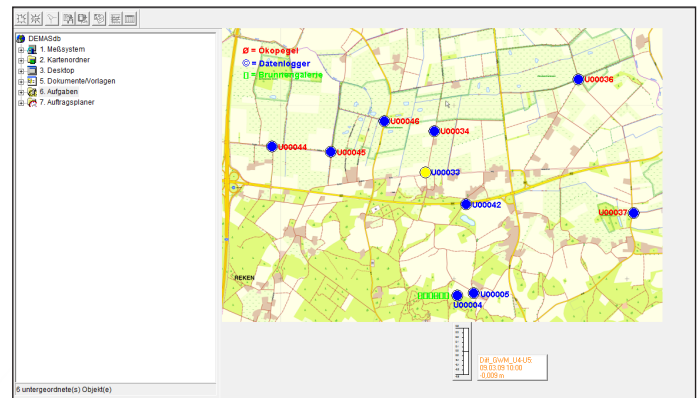 DEMASdb
1. Meßsystem
2. Kartenordner
3. Desktop
5. Dokumente/Vorlagen
6. Aufgaben
7. Auftragsplaner
6 untergeordnete(s) Objekt(e)
Ø = Ökopegel
© = Datenlogger
[] = Brunnengalerie
U00036
U00046
U00034
U00044
U00045
U00033
U00042
U00037
REKEN
U00005
U00004
Diff_GWM_U4-U5:
09.03.09 10:00
-0.009 m